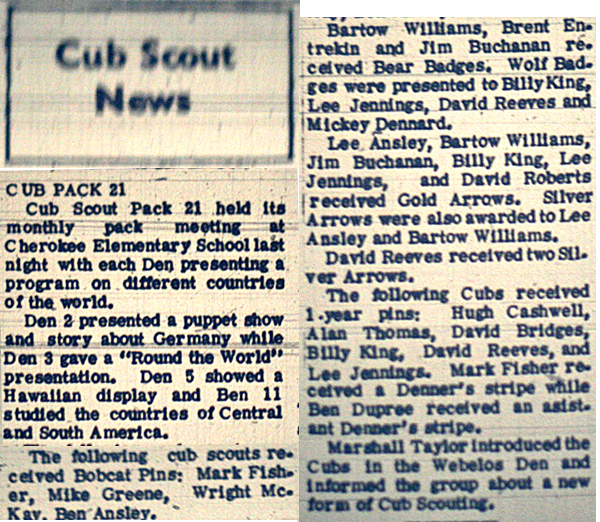 Cub Scout
News
CUB PACK 21
Cub Scout Pack 21 held its
monthly pack meeting at
Cherokee Elementary School last
night with each Den presenting a
program on different countries
of the world.
Den 2 presented a puppet show
and story about Germany while
Den 3 gave a "Round the World"
presentation. Den 5 showed a
Hawaiian display and Ben 11
studied the countries of Central
and South America.
The following cub scouts re-
ceived Bobcat Pins: Mark Fish-
er, Mike Greene, Wright Mc-
Kay, Ben Ansley.
Bartow Williams, Brent En-
trekin and Jim Buchanan re-
ceived Bear Badges. Wolf Bad-
ges were presented to Billy King,
Lee Jennings, David Reeves and
Mickey Dennard.
Lee Ansley, Bartow Williams,
Jim Buchanan, Billy King, Lee
Jennings, and David Roberts
received Gold Arrows. Silver
Arrows were also awarded to Lee
Ansley and Bartow Williams.
David Reeves received two Sil-
ver Arrows.
The following Cubs received
1-year pins: Hugh Cashwell,
Alan Thomas, David Bridges,
Billy King, David Reeves, and
Lee Jennings. Mark Fisher re-
ceived a Denner's stripe while
Ben Dupree received an asist-
ant Denner's stripe.
Marshall Taylor introduced the
Cubs in the Webelos Den and
informed the group about a new
form of Cub Scouting.